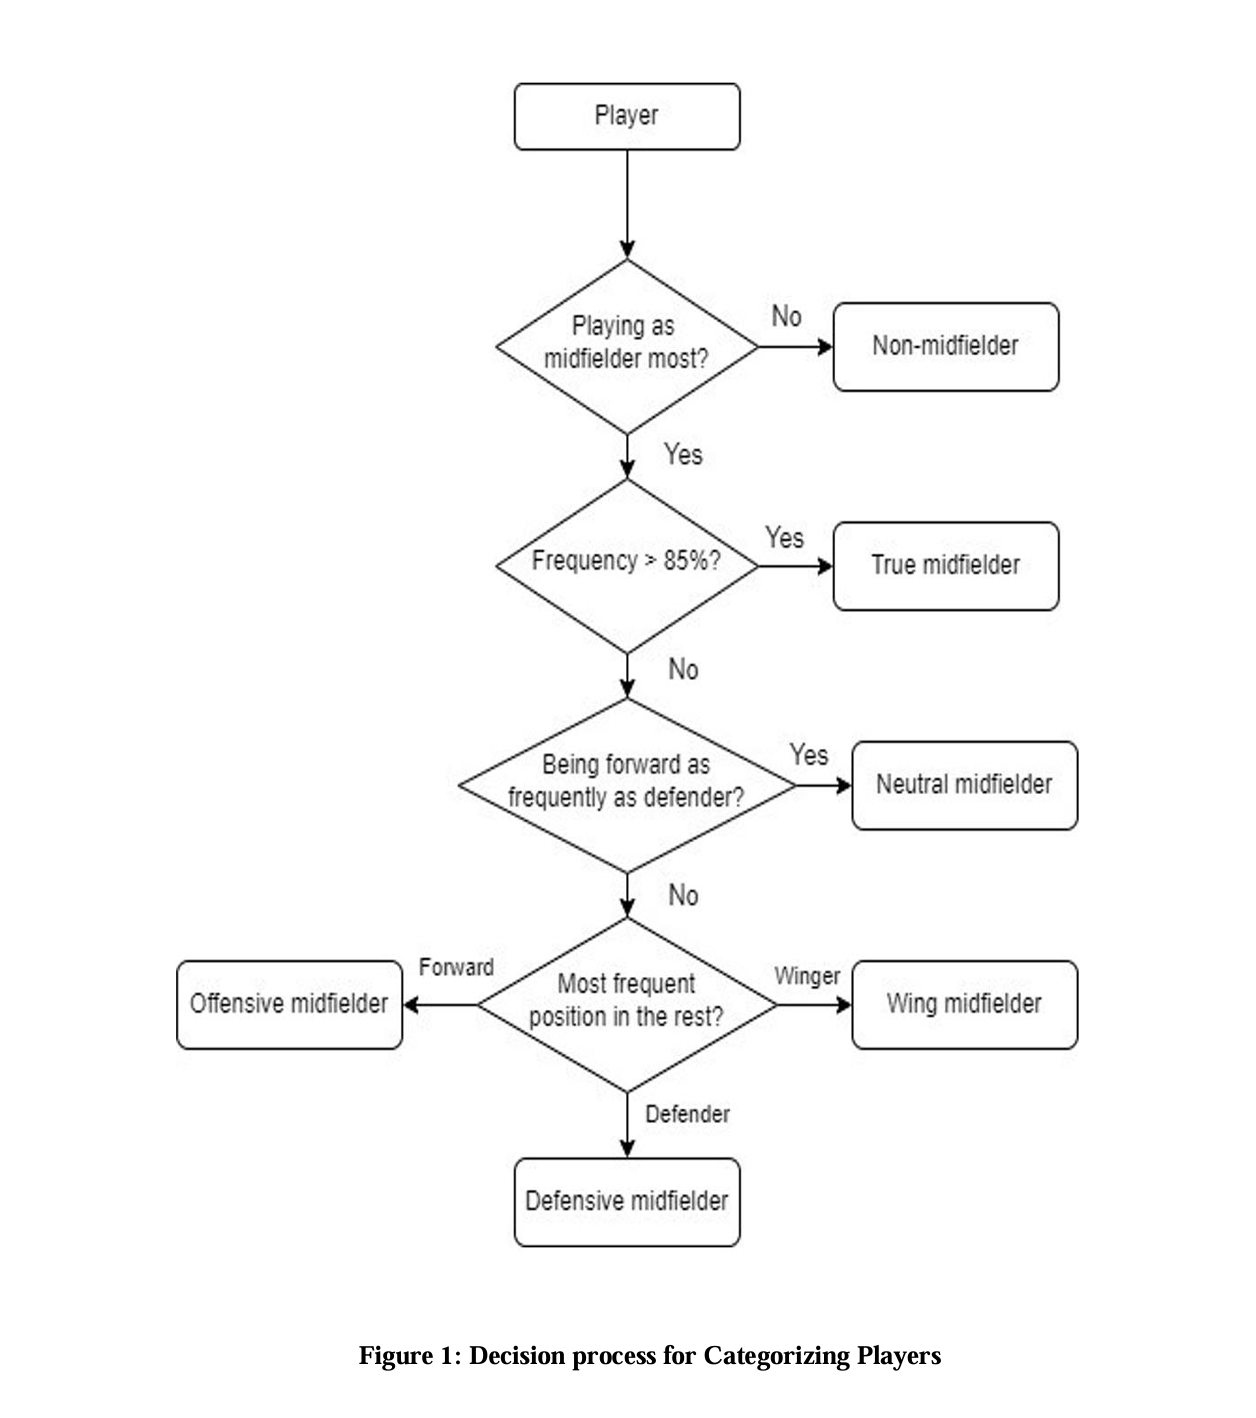 Player
Playing as
midfielder most?
No
Non-midfielder
Yes
Frequency > 85%?
Yes
True midfielder
No
Being forward as
frequently as defender?
Yes
Neutral midfielder
No
Offensive midfielder
Forward
Most frequent
position in the rest?
Winger
Wing midfielder
Defender
Defensive midfielder
Figure 1: Decision process for Categorizing Players